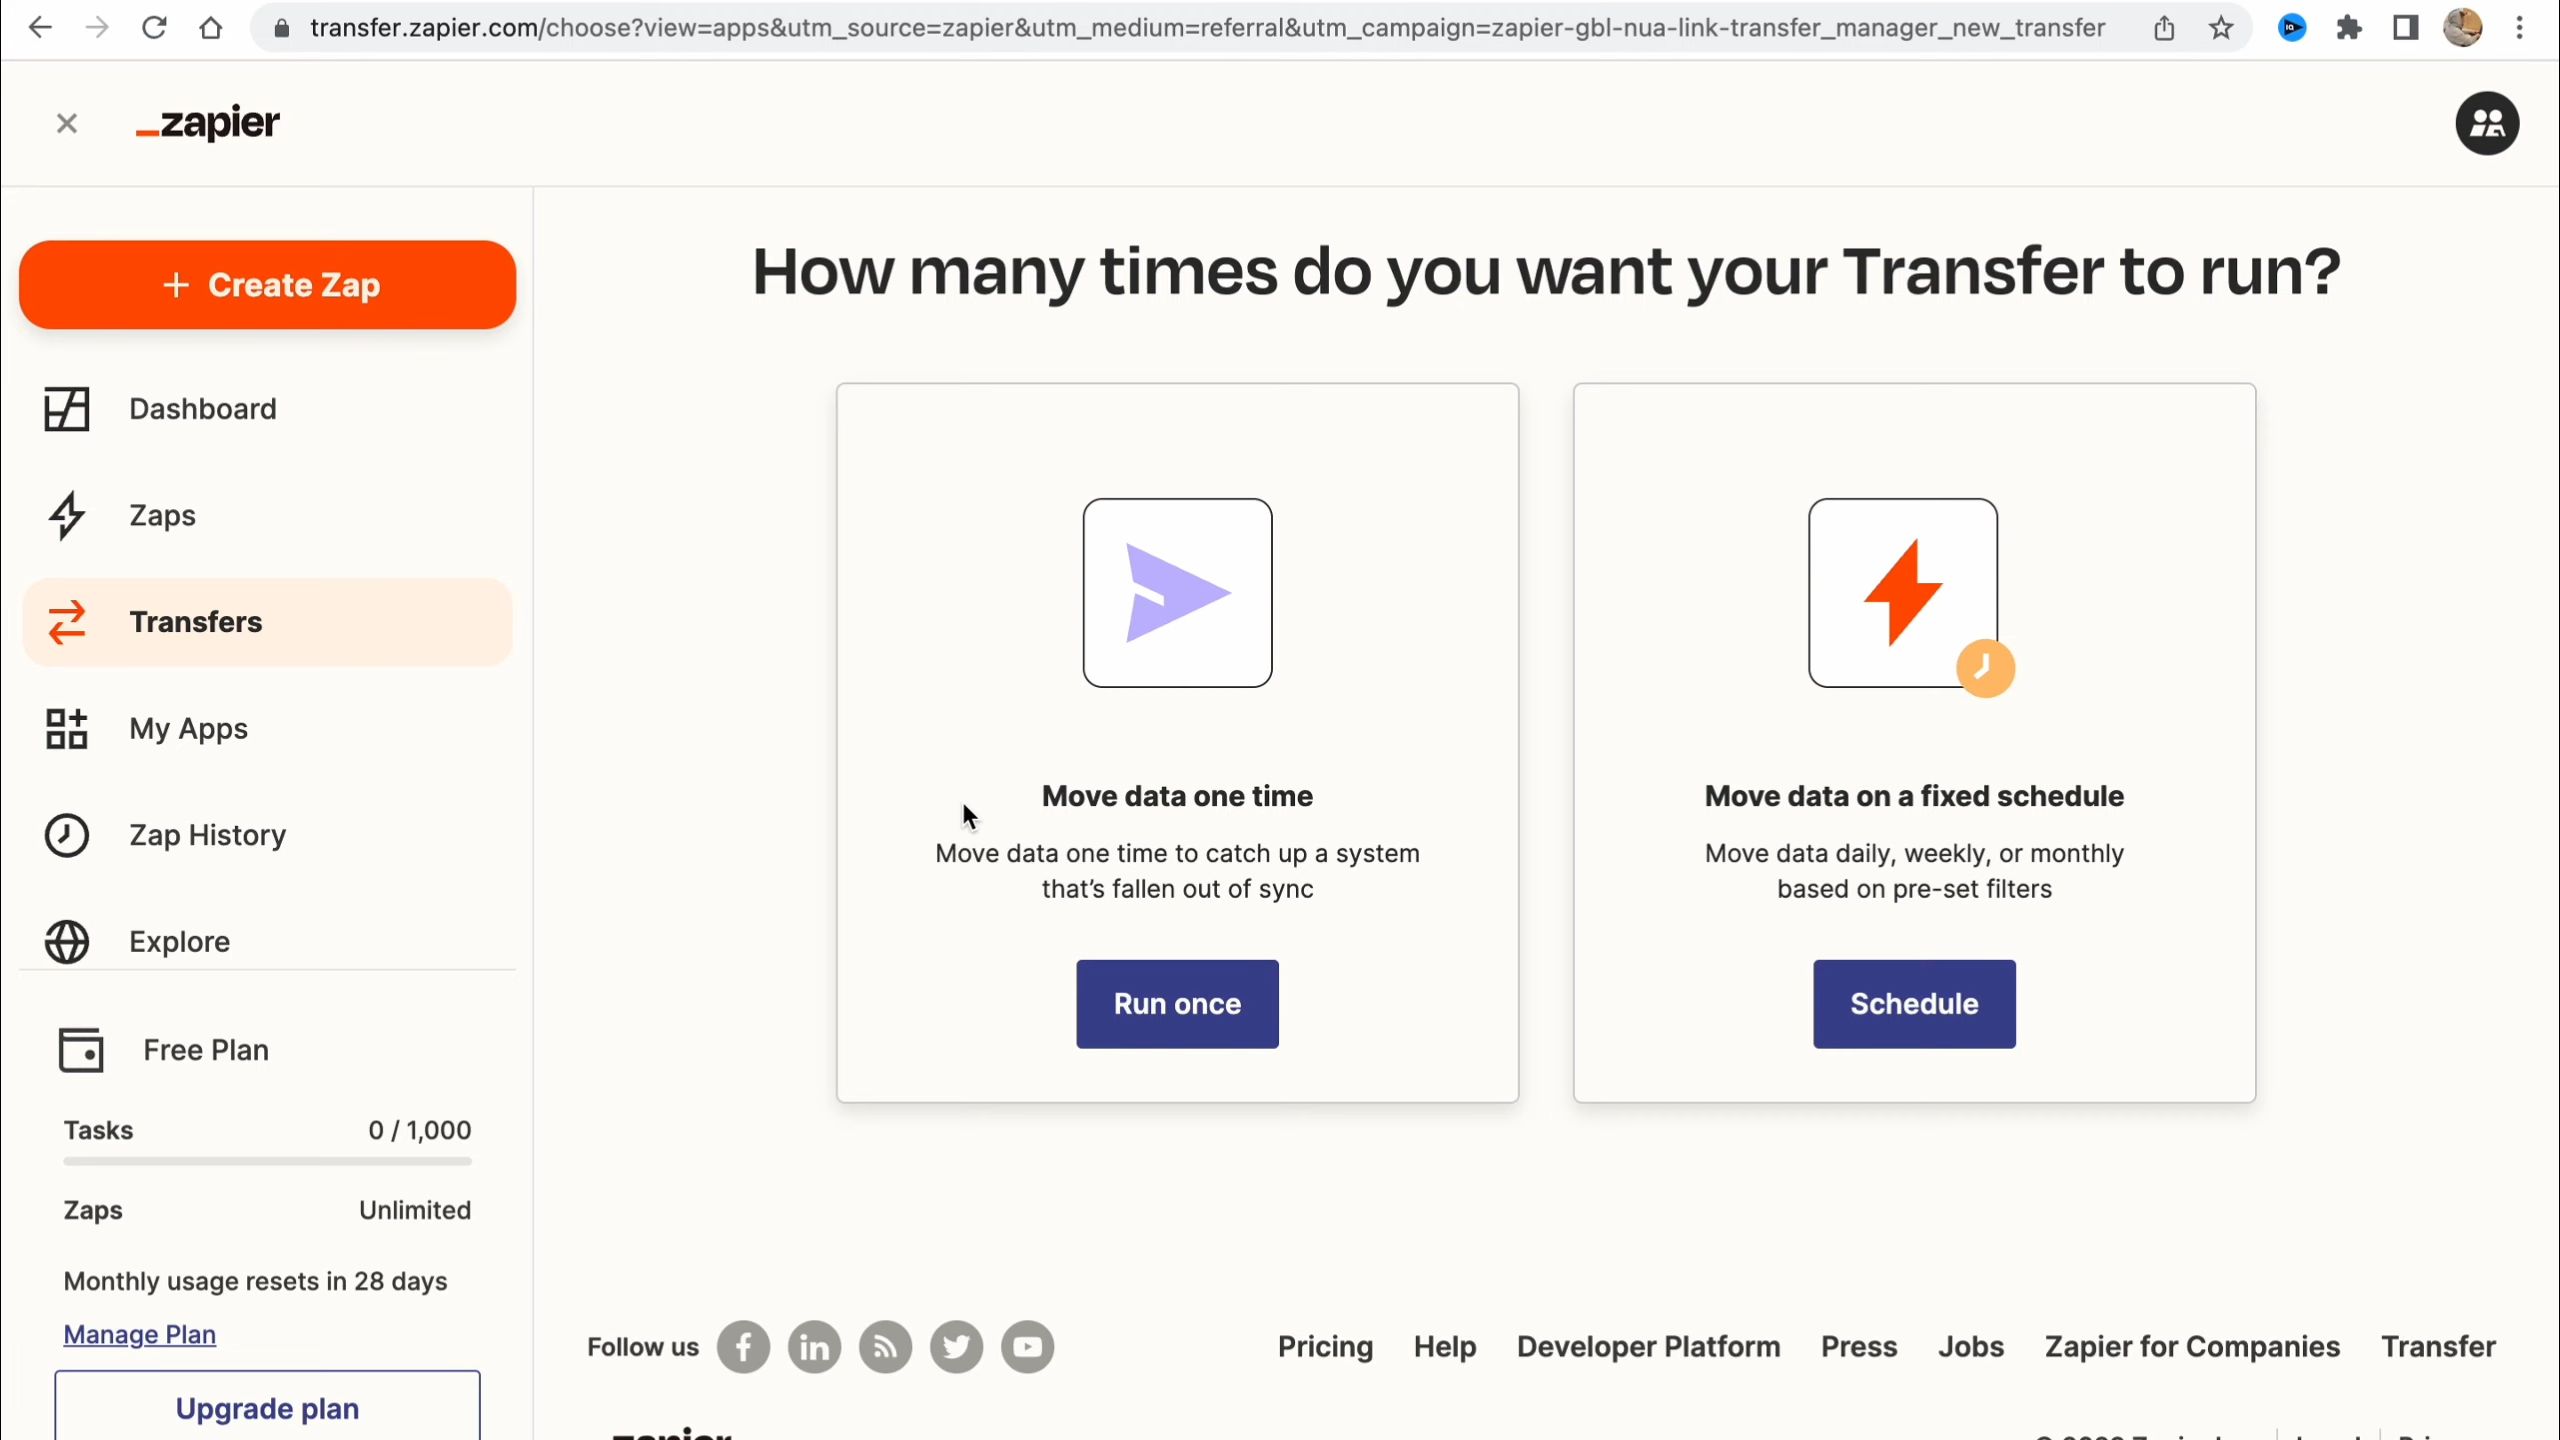 transfer.zapier.com/choose?view=apps&utm_source=zapier&utm_medium=referral&utm_campaign=zapier-gbl-nua-link-transfer_manager_new_transfer
zapier
+ Create Zap
Dashboard
Zaps
Transfers
My Apps
Zap History
Explore
Free Plan
Tasks 0 / 1,000
Zaps Unlimited
Monthly usage resets in 28 days
Manage Plan
Upgrade plan
How many times do you want your Transfer to run?
Move data one time
Move data one time to catch up a system
that's fallen out of sync
Run once
Move data on a fixed schedule
Move data daily, weekly, or monthly
based on pre-set filters
Schedule
Follow us
Pricing Help Developer Platform Press Jobs Zapier for Companies Transfer
zapier